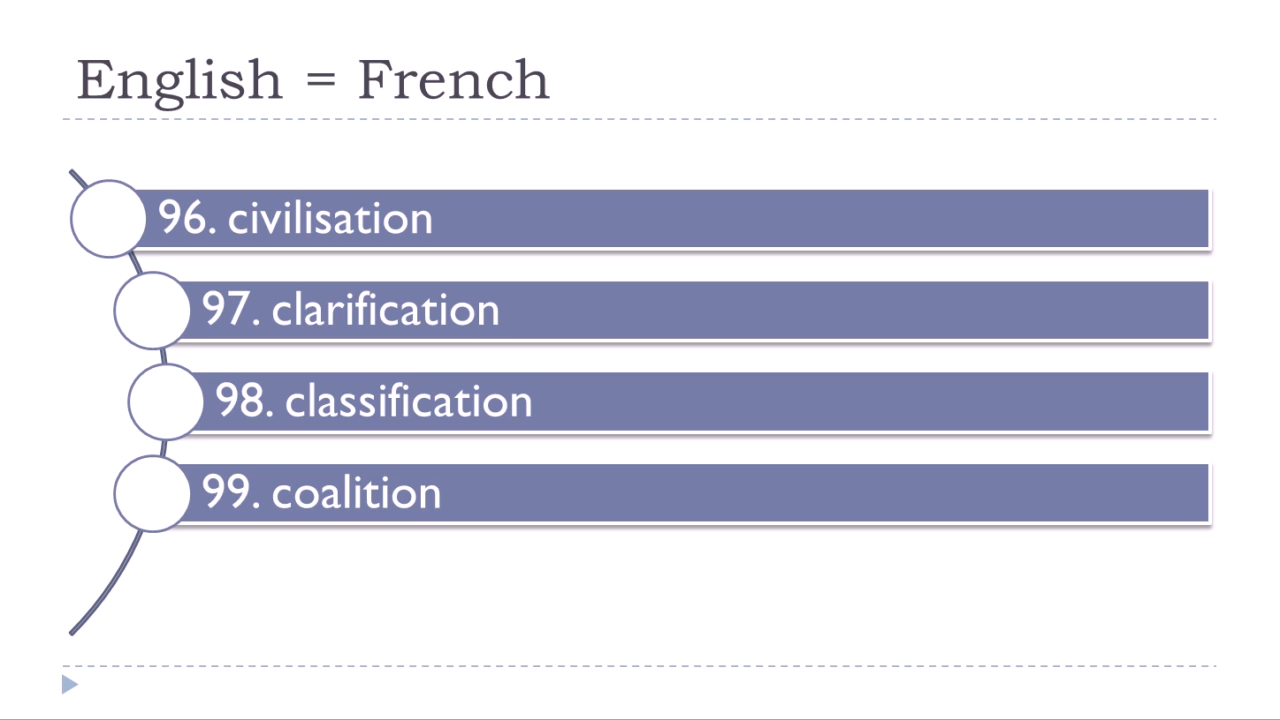 English = French
96. civilisation
97. clarification
98. classification
99. coalition